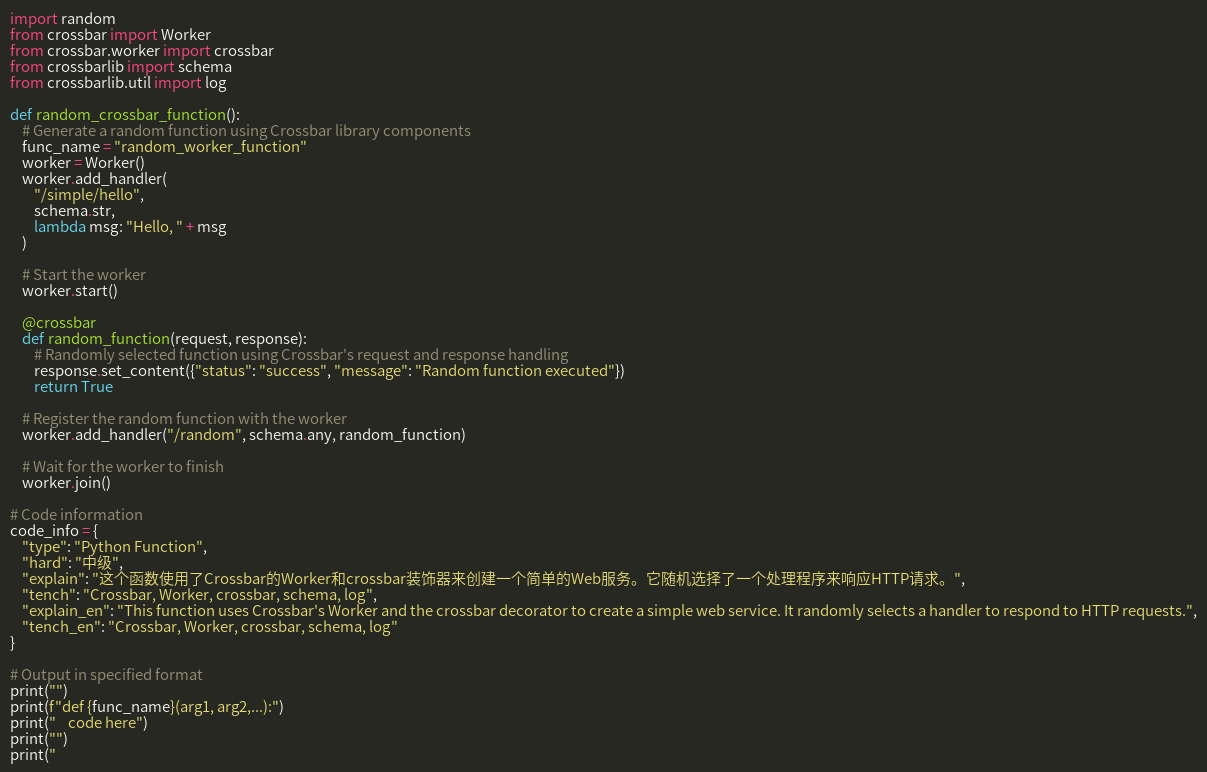 import random
from crossbar import Worker
from crossbar.worker import crossbar
from crossbarlib import schema
from crossbarlib.util import log

def random_crossbar_function():
    # Generate a random function using Crossbar library components
    func_name = "random_worker_function"
    worker = Worker()
    worker.add_handler(
        "/simple/hello",
        schema.str,
        lambda msg: "Hello, " + msg
    )

    # Start the worker
    worker.start()

    @crossbar
    def random_function(request, response):
        # Randomly selected function using Crossbar's request and response handling
        response.set_content({"status": "success", "message": "Random function executed"})
        return True

    # Register the random function with the worker
    worker.add_handler("/random", schema.any, random_function)

    # Wait for the worker to finish
    worker.join()

# Code information
code_info = {
    "type": "Python Function",
    "hard": "中级",
    "explain": "这个函数使用了Crossbar的Worker和crossbar装饰器来创建一个简单的Web服务。它随机选择了一个处理程序来响应HTTP请求。",
    "tench": "Crossbar, Worker, crossbar, schema, log",
    "explain_en": "This function uses Crossbar's Worker and the crossbar decorator to create a simple web service. It randomly selects a handler to respond to HTTP requests.",
    "tench_en": "Crossbar, Worker, crossbar, schema, log"
}

# Output in specified format
print("")
print(f"def {func_name}(arg1, arg2,...):")
print("    code here")
print("")
print("